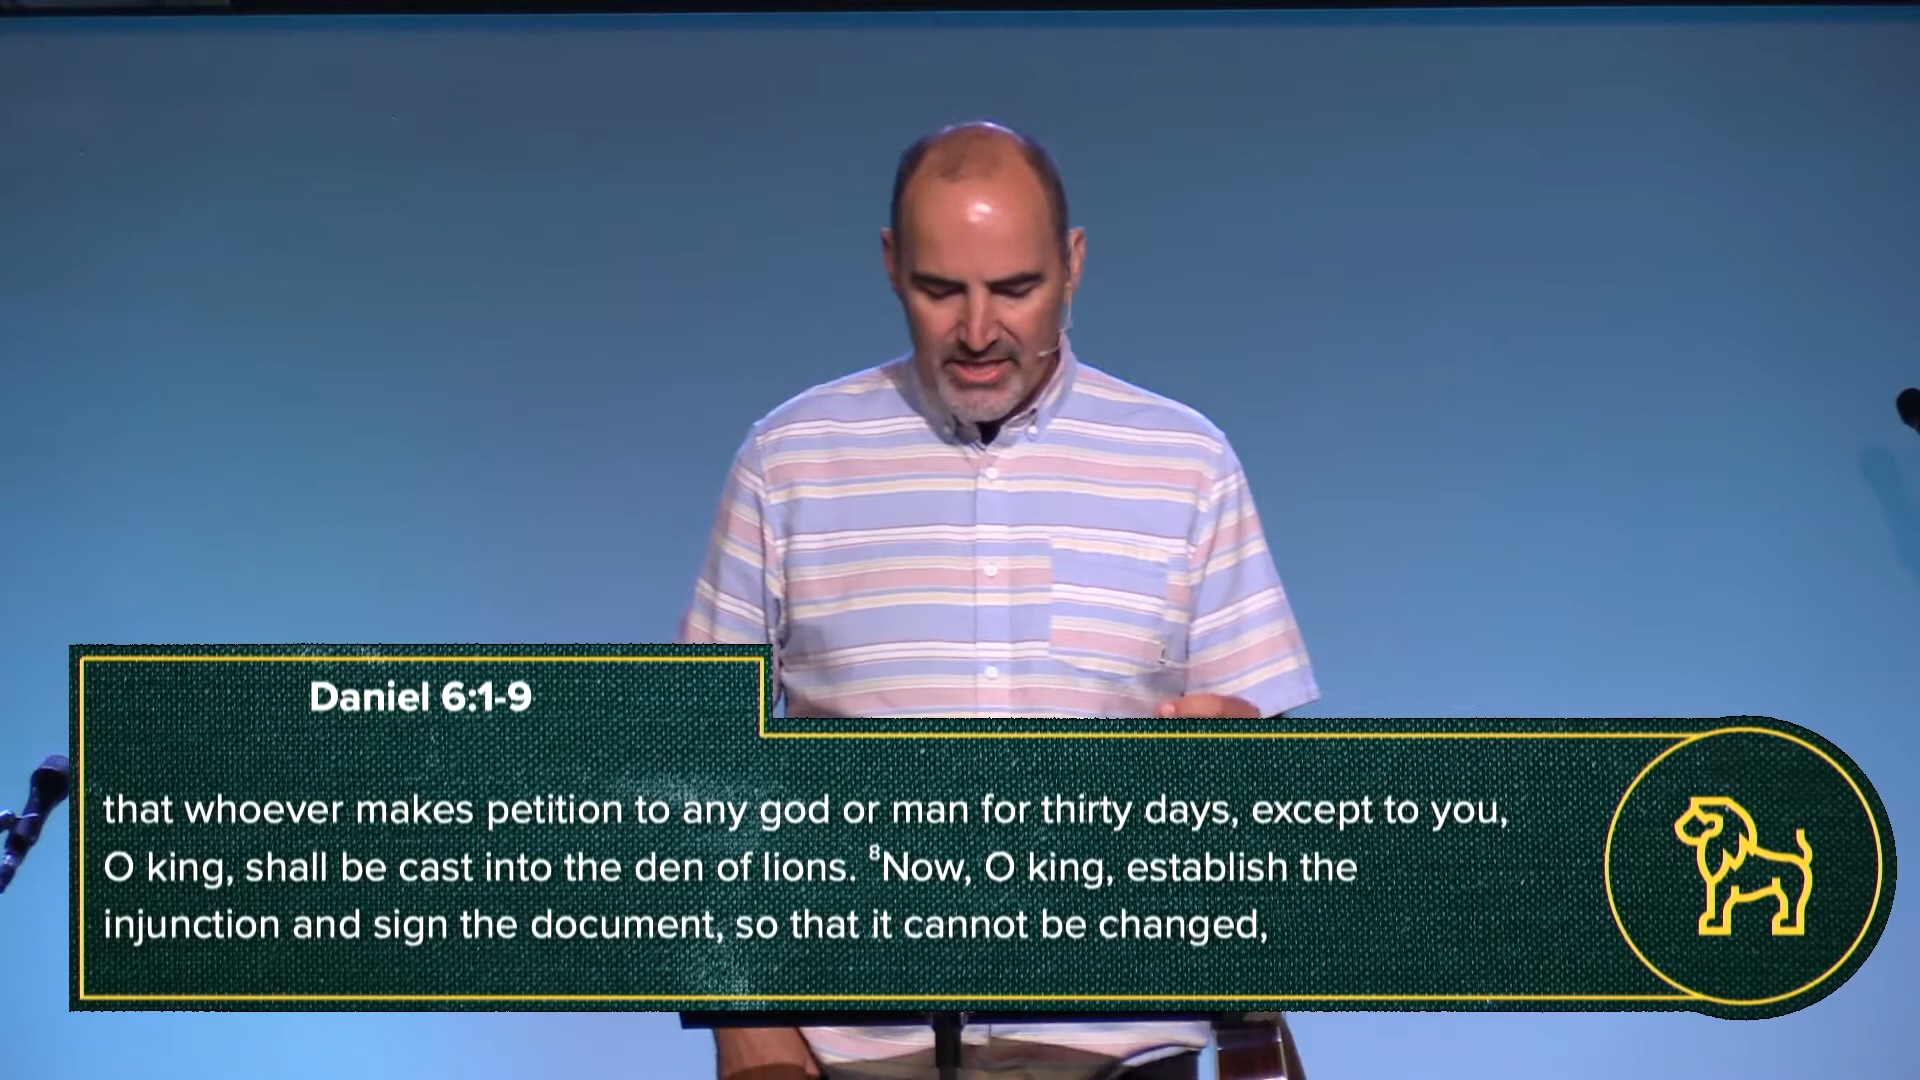 Daniel 6:1-9
that whoever makes petition to any god or man for thirty days, except to you,
O king, shall be cast into the den of lions. ⁸Now, O king, establish the
injunction and sign the document, so that it cannot be changed,